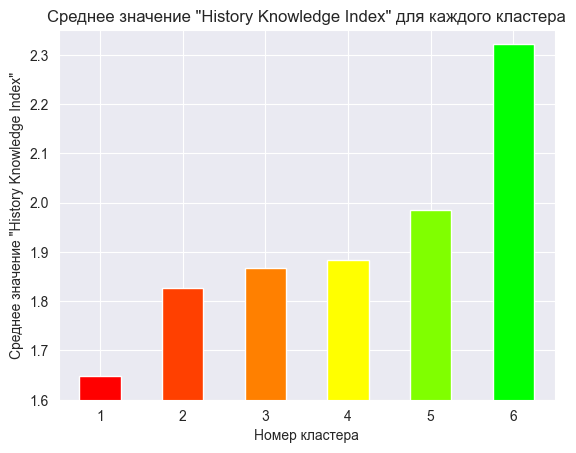 Среднее значение "History Knowledge Index" для каждого кластера
Среднее значение "History Knowledge Index"
2.3
2.2
2.1
2.0
1.9
1.8
1.7
1.6
1 2 3 4 5 6
Номер кластера